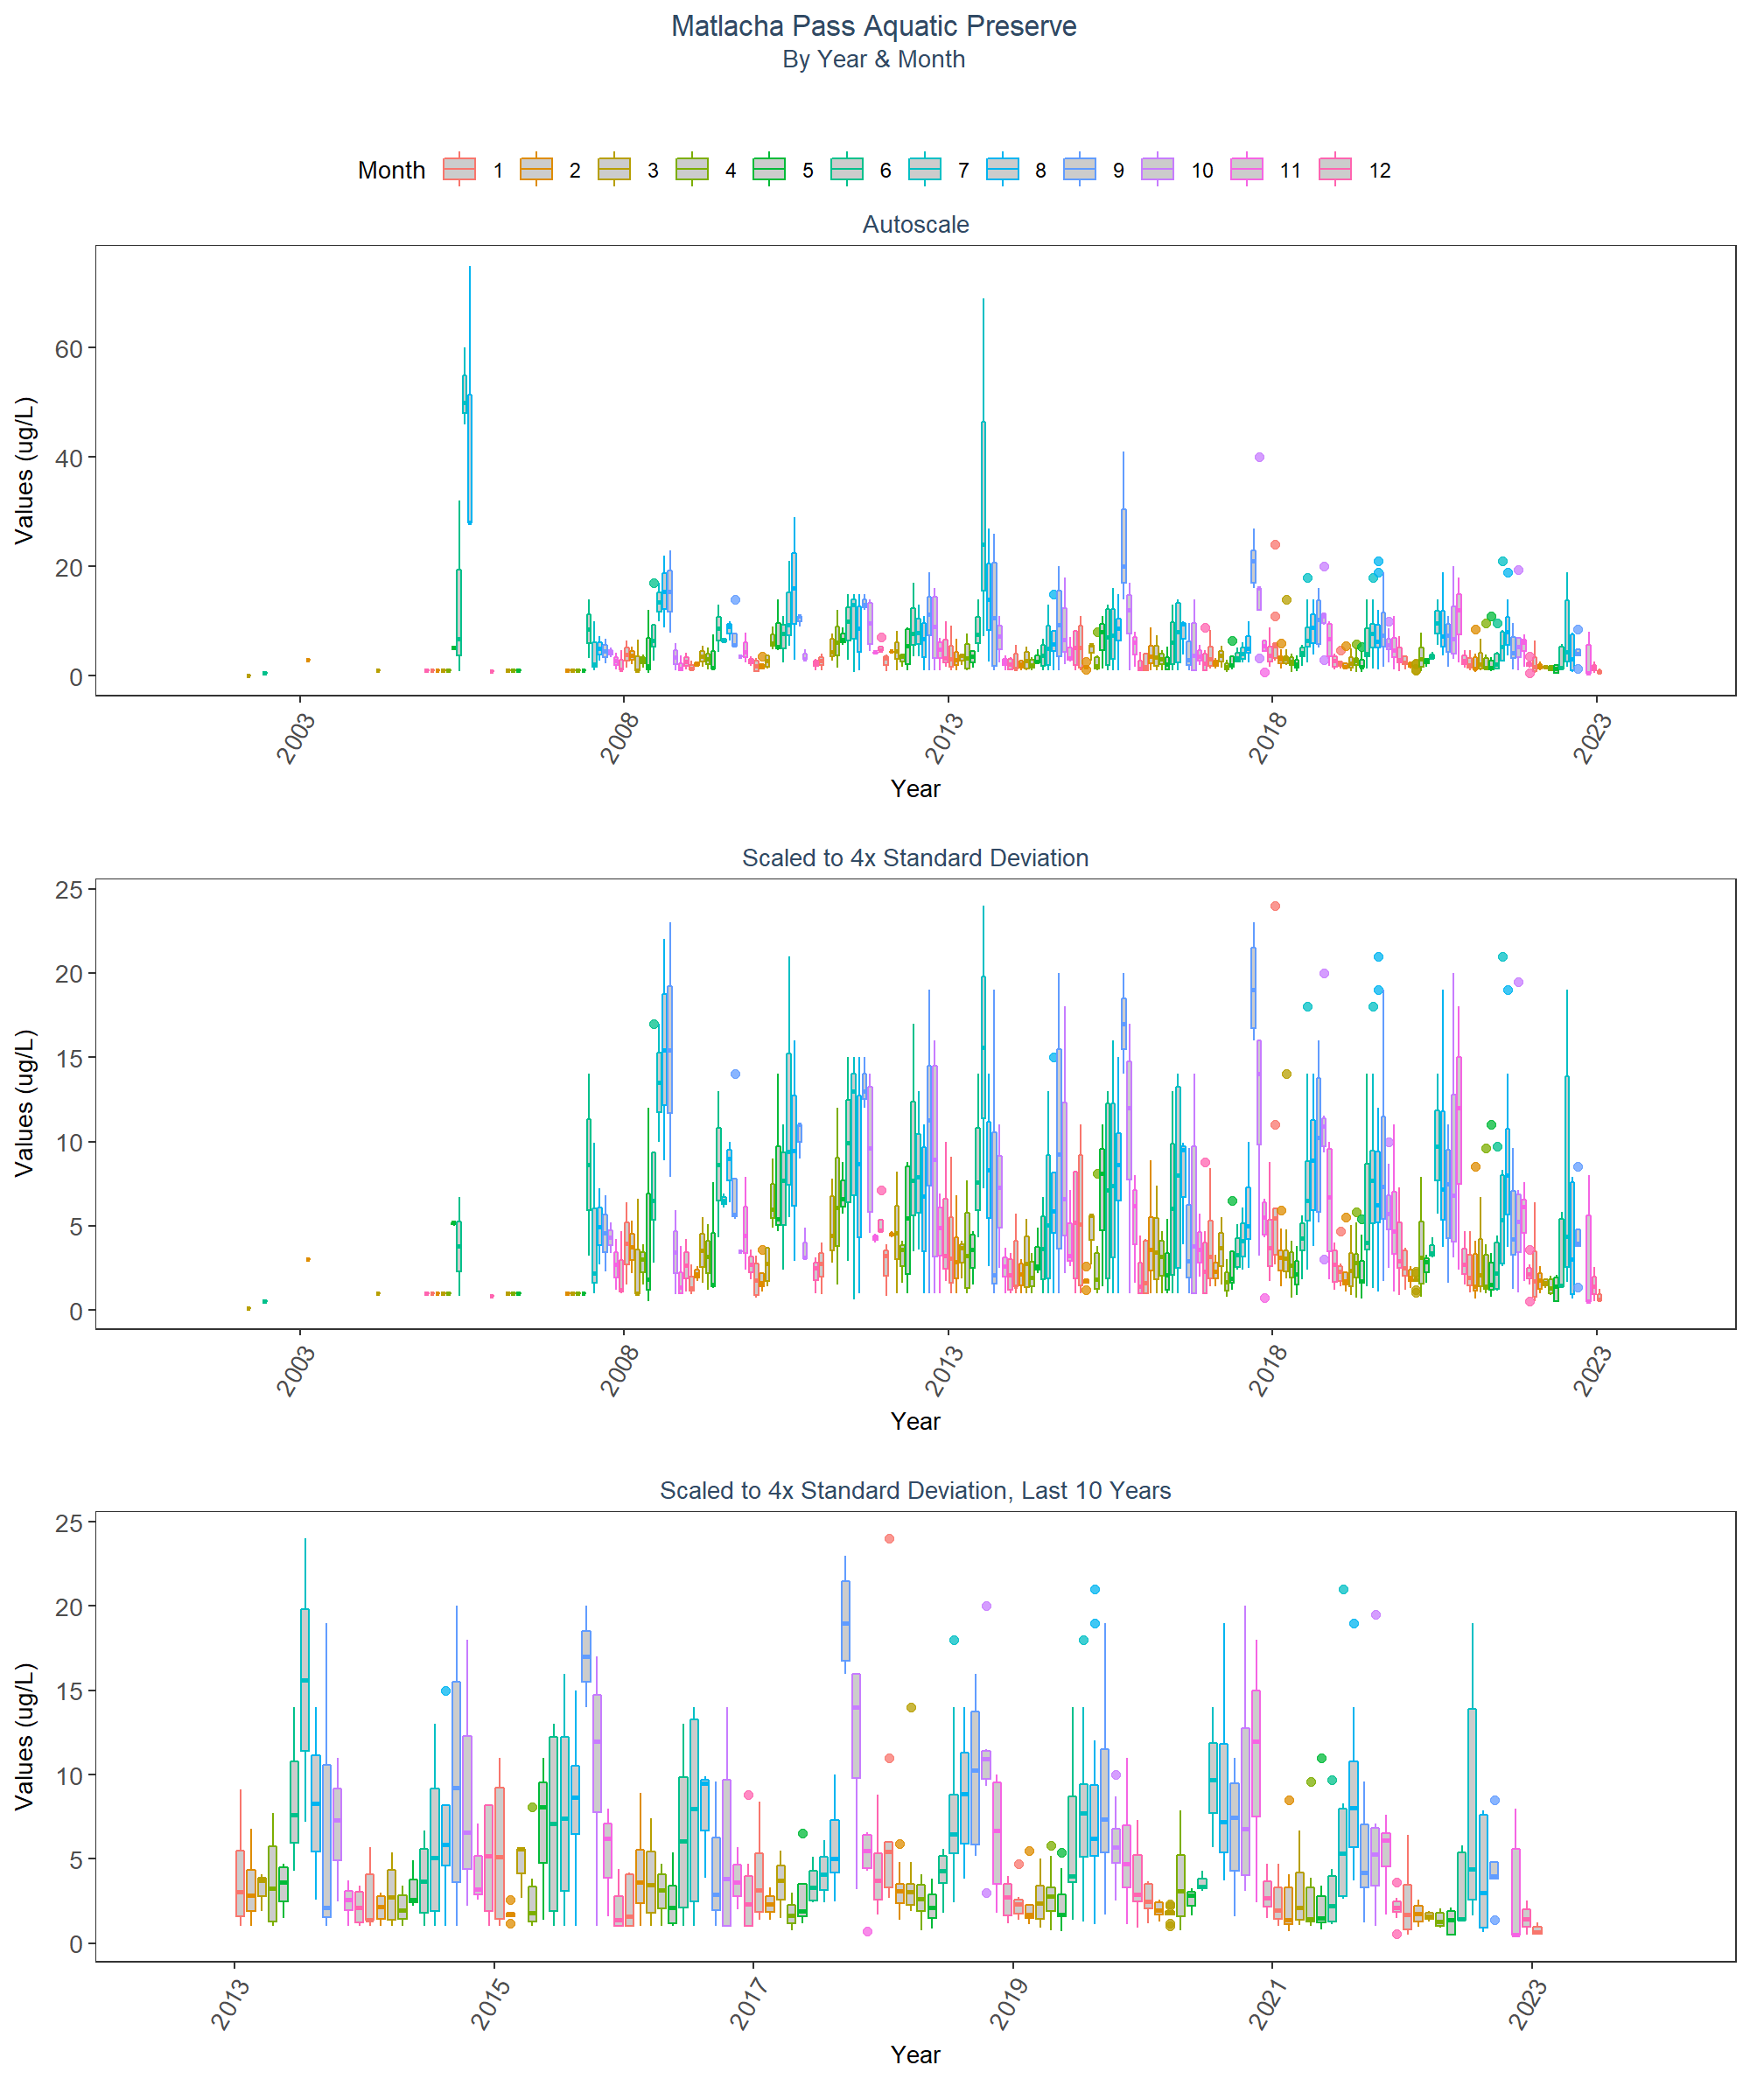 Matlacha Pass Aquatic Preserve
By Year & Month
Month 1 2 3 4 5 6 7 8 9 10 11 12
Autoscale
Values (ug/L)
60
40
20
0
2003 2008 2013 2018 2023
Year
Scaled to 4x Standard Deviation
Values (ug/L)
25
20
15
10
5
0
2003 2008 2013 2018 2023
Year
Scaled to 4x Standard Deviation, Last 10 Years
Values (ug/L)
25
20
15
10
5
0
2013 2015 2017 2019 2021 2023
Year